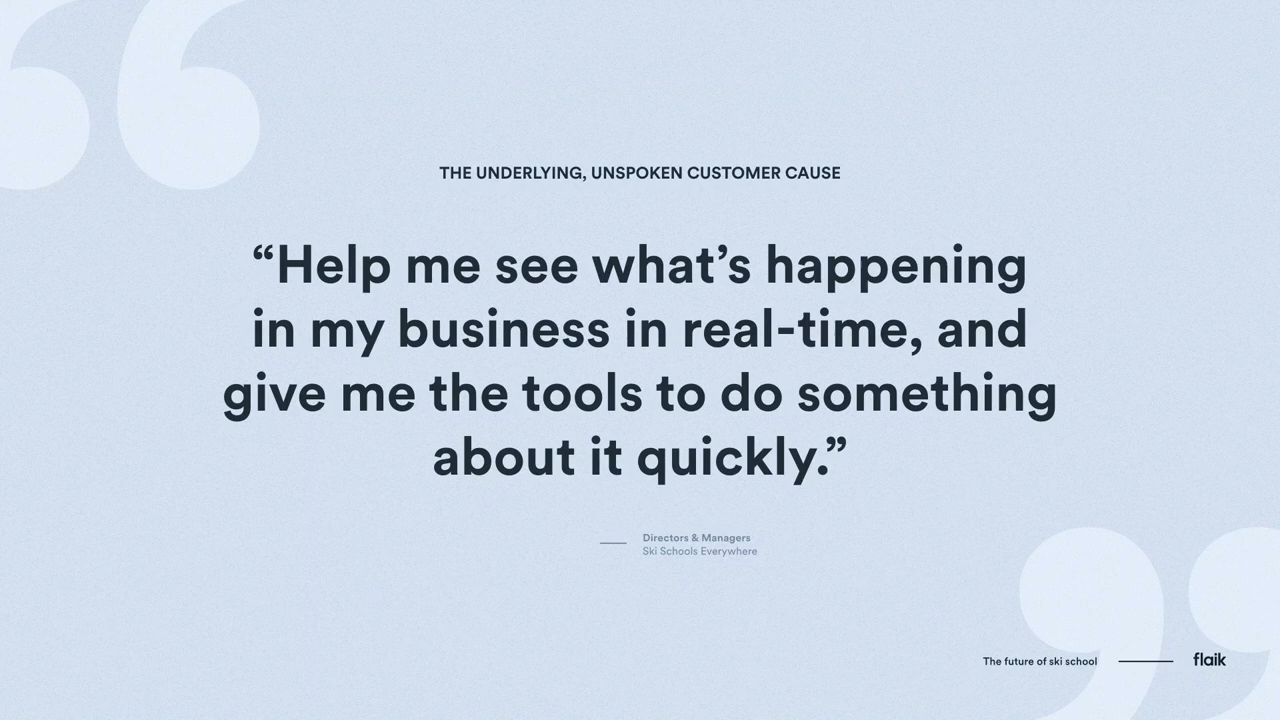 THE UNDERLYING, UNSPOKEN CUSTOMER CAUSE
“Help me see what’s happening
in my business in real-time, and
give me the tools to do something
about it quickly.”
Directors & Managers
Ski Schools Everywhere
The future of ski school
flaik